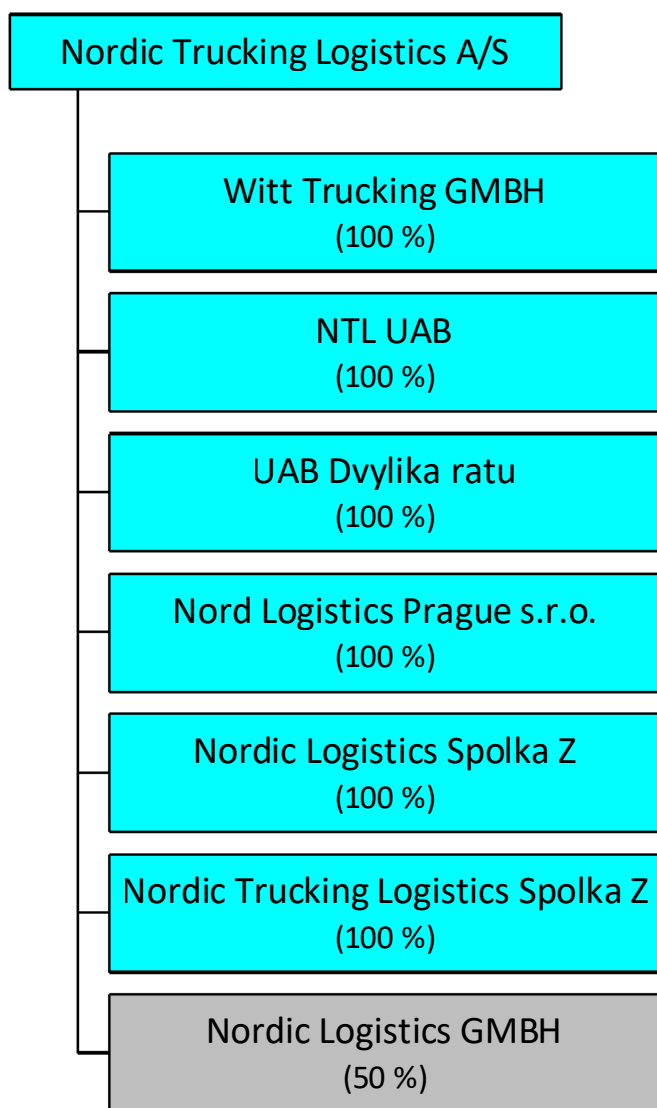 Nordic Trucking Logistics A/S
Witt Trucking GMBH
(100 %)
NTL UAB
(100 %)
UAB Dvylika ratu
(100 %)
Nord Logistics Prague s.r.o.
(100 %)
Nordic Logistics Spolka Z
(100 %)
Nordic Trucking Logistics Spolka Z
(100 %)
Nordic Logistics GMBH
(50 %)